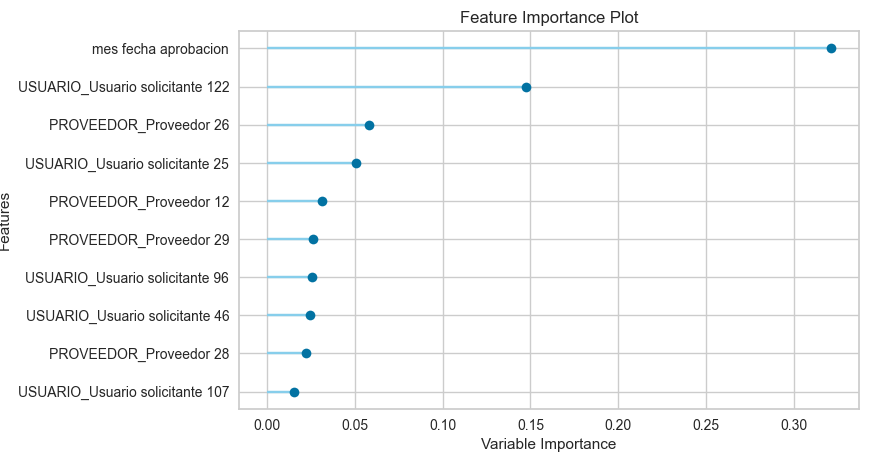 Feature Importance Plot
mes fecha aprobacion
USUARIO_Usuario solicitante 122
PROVEEDOR_Proveedor 26
USUARIO_Usuario solicitante 25
PROVEEDOR_Proveedor 12
PROVEEDOR_Proveedor 29
USUARIO_Usuario solicitante 96
USUARIO_Usuario solicitante 46
PROVEEDOR_Proveedor 28
USUARIO_Usuario solicitante 107
Features
0.00 0.05 0.10 0.15 0.20 0.25 0.30
Variable Importance